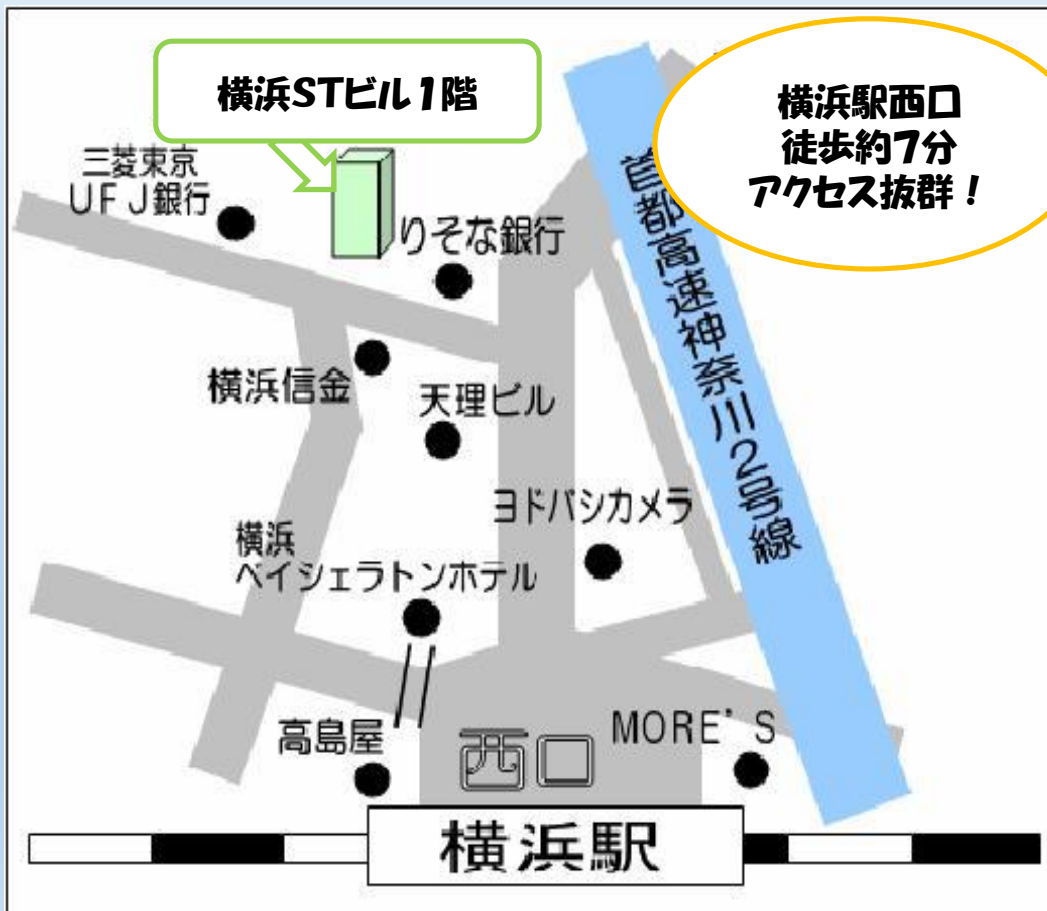 横浜STビル1階
横浜駅西口
徒歩約7分
アクセス抜群！
三菱東京
UFJ銀行
りそな銀行
首都高速神奈川2号線
横浜信金
天理ビル
ヨドバシカメラ
横浜
ベイシェラトンホテル
高島屋
西口
MORE'S
横浜駅